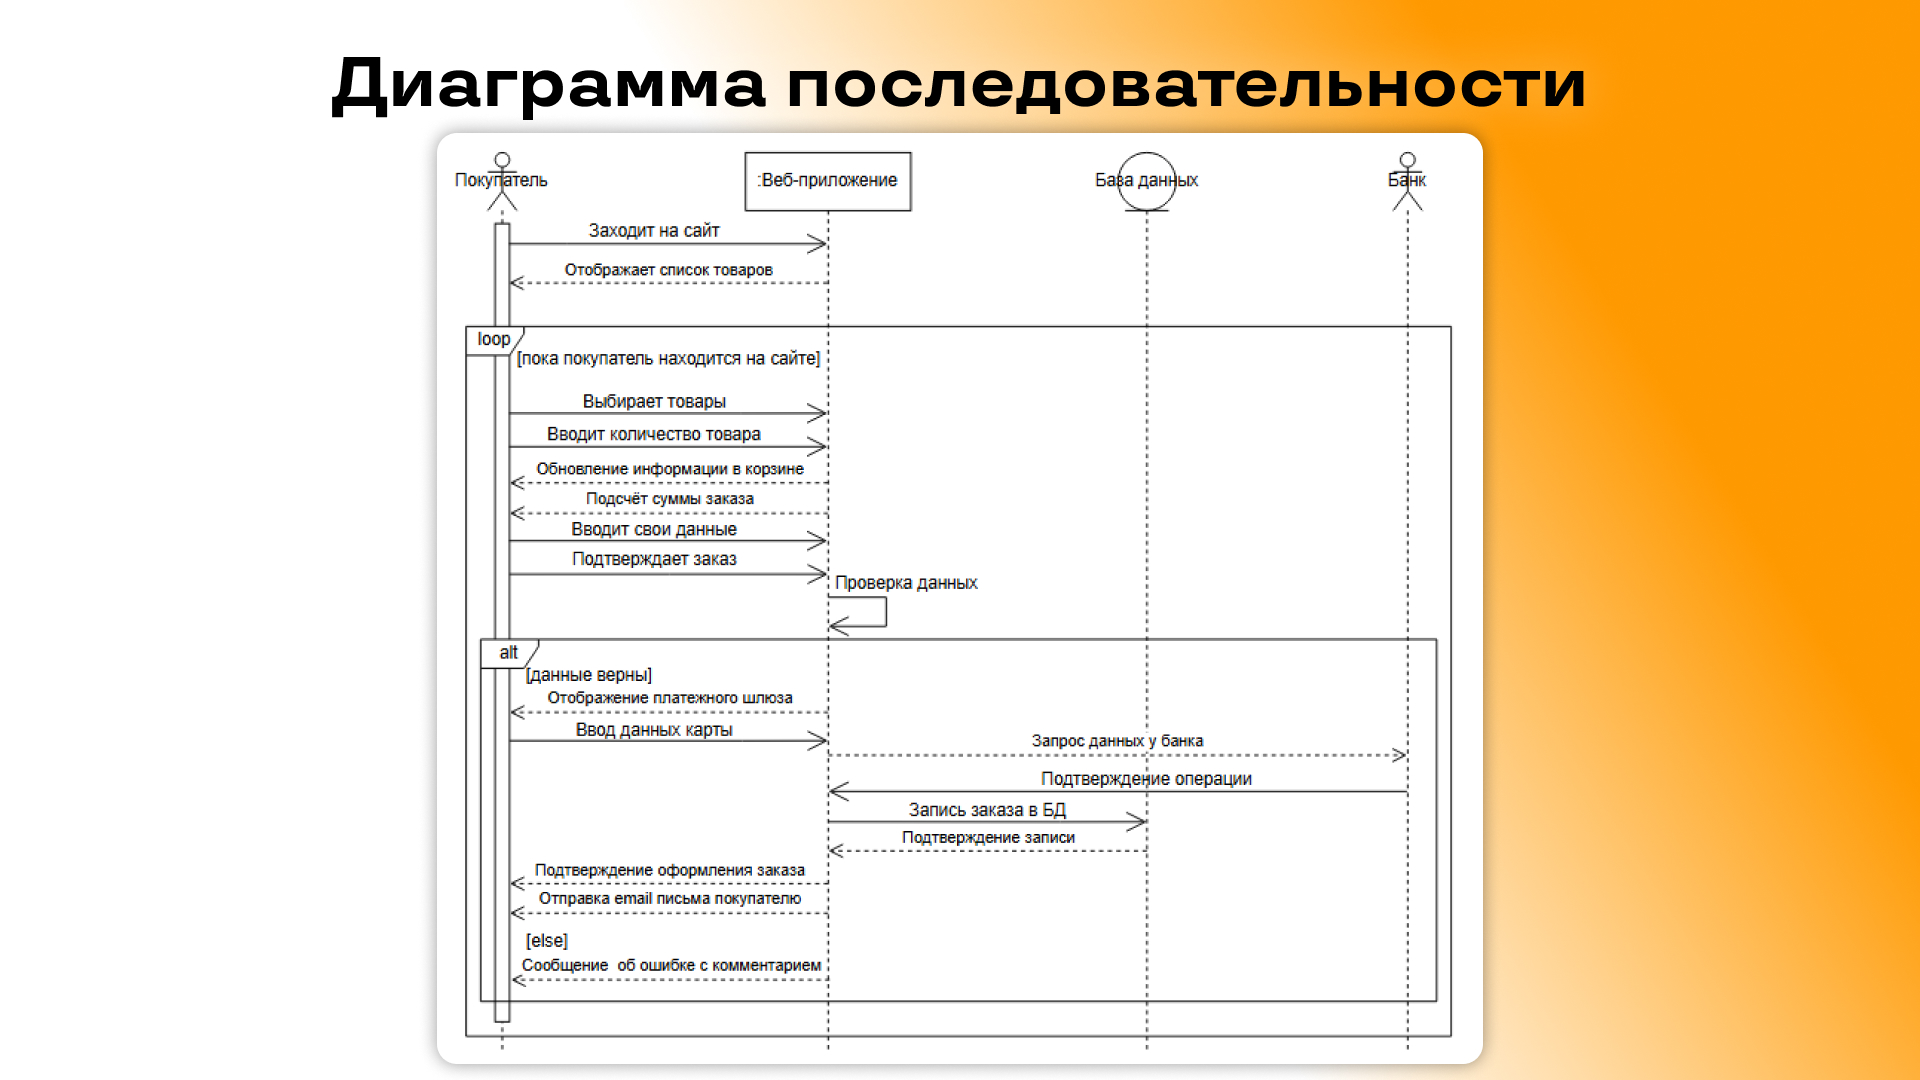 Диаграмма последовательности
Покупатель
:Веб-приложение
База данных
Банк
Заходит на сайт
Отображает список товаров
loop
[пока покупатель находится на сайте]
Выбирает товары
Вводит количество товара
Обновление информации в корзине
Подсчёт суммы заказа
Вводит свои данные
Подтверждает заказ
Проверка данных
alt
[данные верны]
Отображение платежного шлюза
Ввод данных карты
Запрос данных у банка
Подтверждение операции
Запись заказа в БД
Подтверждение записи
Подтверждение оформления заказа
Отправка email письма покупателю
[else]
Сообщение  об ошибке с комментарием